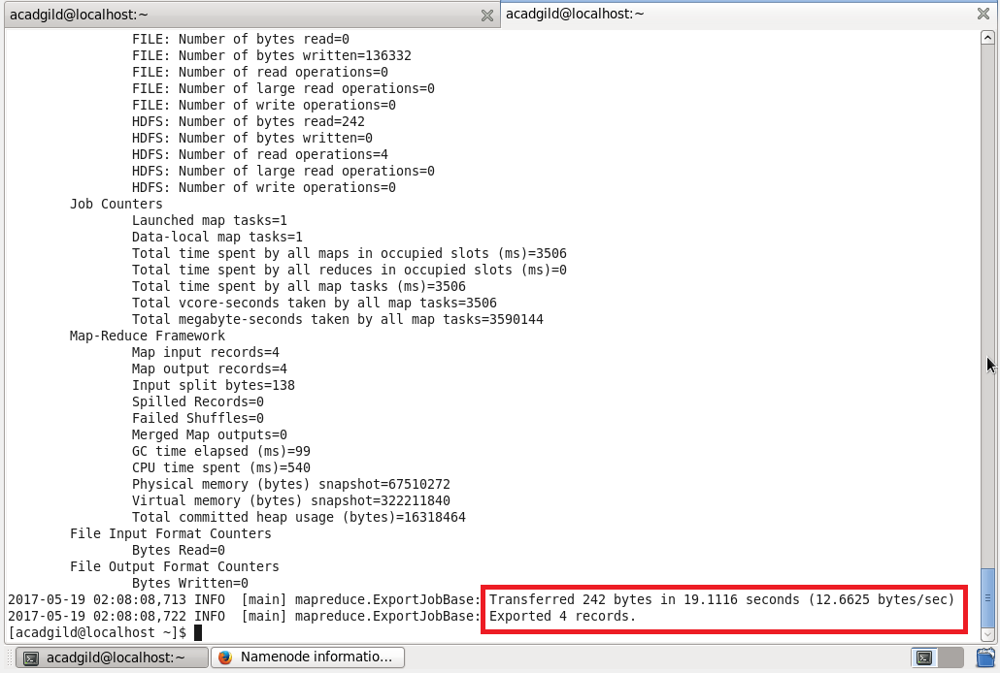 acadgild@localhost:~
acadgild@localhost:~
FILE: Number of bytes read=0
FILE: Number of bytes written=136332
FILE: Number of read operations=0
FILE: Number of large read operations=0
FILE: Number of write operations=0
HDFS: Number of bytes read=242
HDFS: Number of bytes written=0
HDFS: Number of read operations=4
HDFS: Number of large read operations=0
HDFS: Number of write operations=0
Job Counters
Launched map tasks=1
Data-local map tasks=1
Total time spent by all maps in occupied slots (ms)=3506
Total time spent by all reduces in occupied slots (ms)=0
Total time spent by all map tasks (ms)=3506
Total vcore-seconds taken by all map tasks=3506
Total megabyte-seconds taken by all map tasks=3590144
Map-Reduce Framework
Map input records=4
Map output records=4
Input split bytes=138
Spilled Records=0
Failed Shuffles=0
Merged Map outputs=0
GC time elapsed (ms)=99
CPU time spent (ms)=540
Physical memory (bytes) snapshot=67510272
Virtual memory (bytes) snapshot=322211840
Total committed heap usage (bytes)=16318464
File Input Format Counters
Bytes Read=0
File Output Format Counters
Bytes Written=0
2017-05-19 02:08:08,713 INFO  [main] mapreduce.ExportJobBase: Transferred 242 bytes in 19.1116 seconds (12.6625 bytes/sec)
2017-05-19 02:08:08,722 INFO  [main] mapreduce.ExportJobBase: Exported 4 records.
[acadgild@localhost ~]$
acadgild@localhost:~
Namenode informatio...